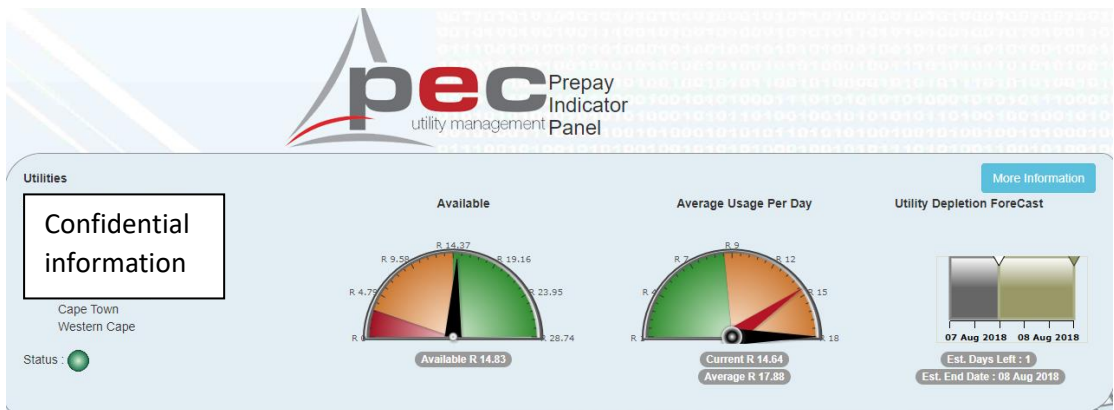 pec
utility management
Prepay
Indicator
Panel
Utilities
More Information
Confidential
information
Cape Town
Western Cape
Status :
Available
R 0
R 4.79
R 9.58
R 14.37
R 19.16
R 23.95
R 28.74
Available R 14.83
Average Usage Per Day
R 4
R 7
R 9
R 12
R 15
R 18
Current R 14.64
Average R 17.88
Utility Depletion ForeCast
07 Aug 2018 08 Aug 2018
Est. Days Left : 1
Est. End Date : 08 Aug 2018